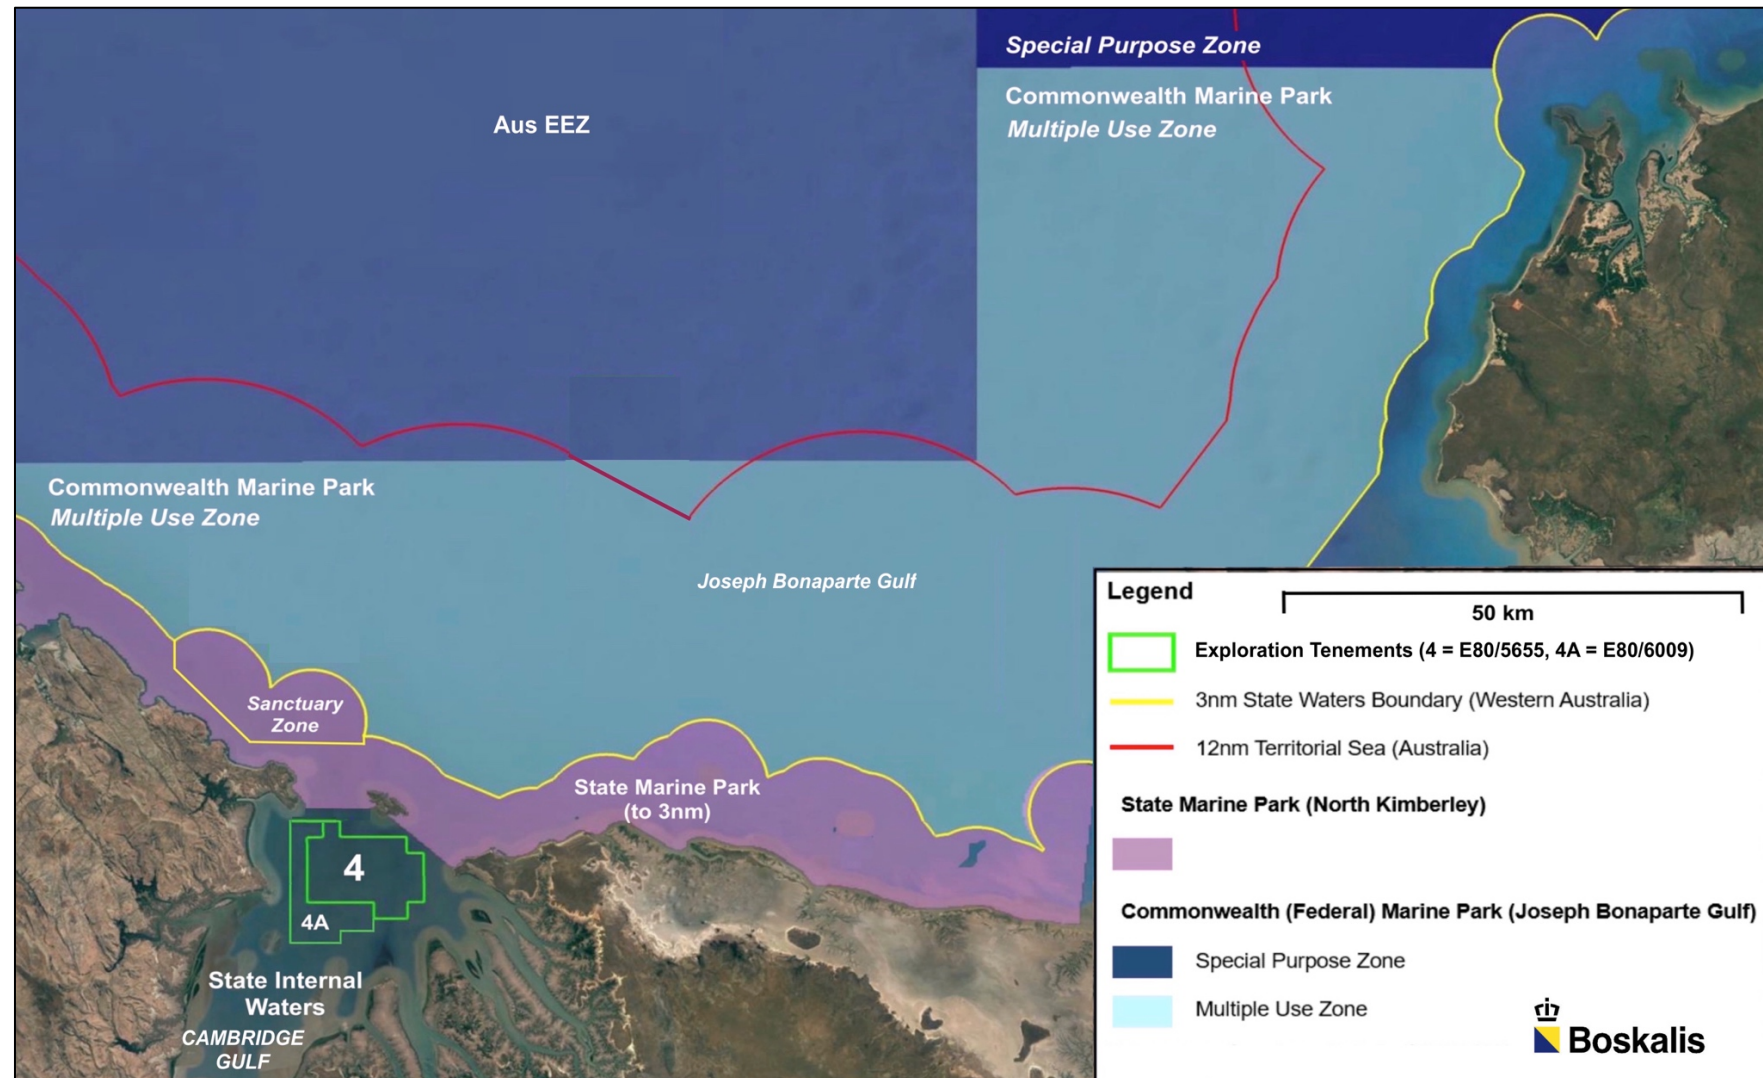 Special Purpose Zone
Commonwealth Marine Park
Multiple Use Zone
Aus EEZ
Commonwealth Marine Park
Multiple Use Zone
Joseph Bonaparte Gulf
Sanctuary
Zone
State Marine Park
(to 3nm)
4
4A
State Internal
Waters
CAMBRIDGE
GULF
Legend
50 km
Exploration Tenements (4 = E80/5655, 4A = E80/6009)
3nm State Waters Boundary (Western Australia)
12nm Territorial Sea (Australia)
State Marine Park (North Kimberley)
Commonwealth (Federal) Marine Park (Joseph Bonaparte Gulf)
Special Purpose Zone
Multiple Use Zone
Boskalis